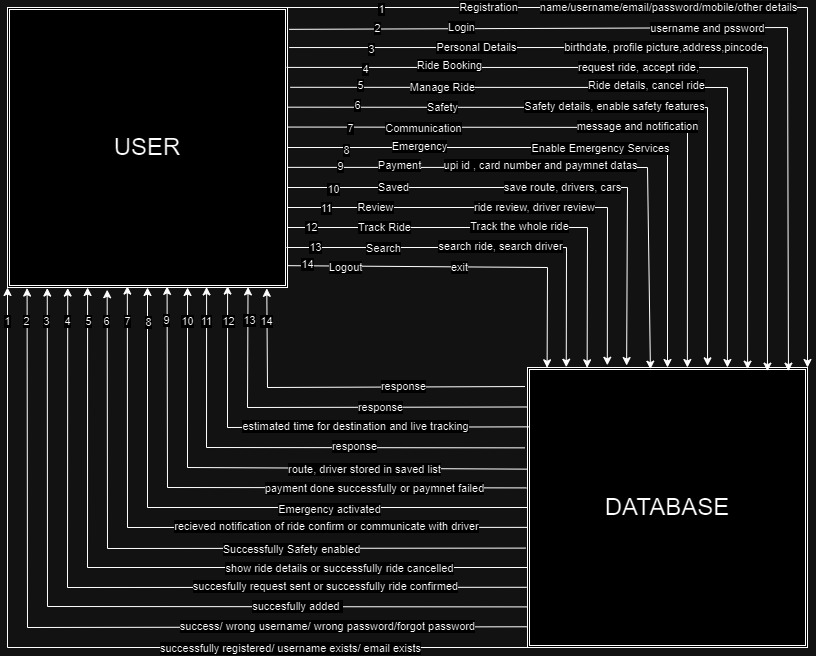 1 Registration name/username/email/password/mobile/other details
2 Login username and pssword
3 Personal Details birthdate, profile picture,address,pincode
4 Ride Booking request ride, accept ride,
5 Manage Ride Ride details, cancel ride
6 Safety Safety details, enable safety features
7 Communication message and notification
8 Emergency Enable Emergency Services
9 Payment upi id , card number and paymnet datas
10 Saved save route, drivers, cars
11 Review ride review, driver review
12 Track Ride Track the whole ride
13 Search search ride, search driver
14 Logout exit
USER
1 2 3 4 5 6 7 8 9 10 11 12 13 14
response
response
estimated time for destination and live tracking
response
route, driver stored in saved list
payment done successfully or paymnet failed
Emergency activated
recieved notification of ride confirm or communicate with driver
Successfully Safety enabled
show ride details or successfully ride cancelled
succesfully request sent or successfully ride confirmed
succesfully added
success/ wrong username/ wrong password/forgot password
successfully registered/ username exists/ email exists
DATABASE